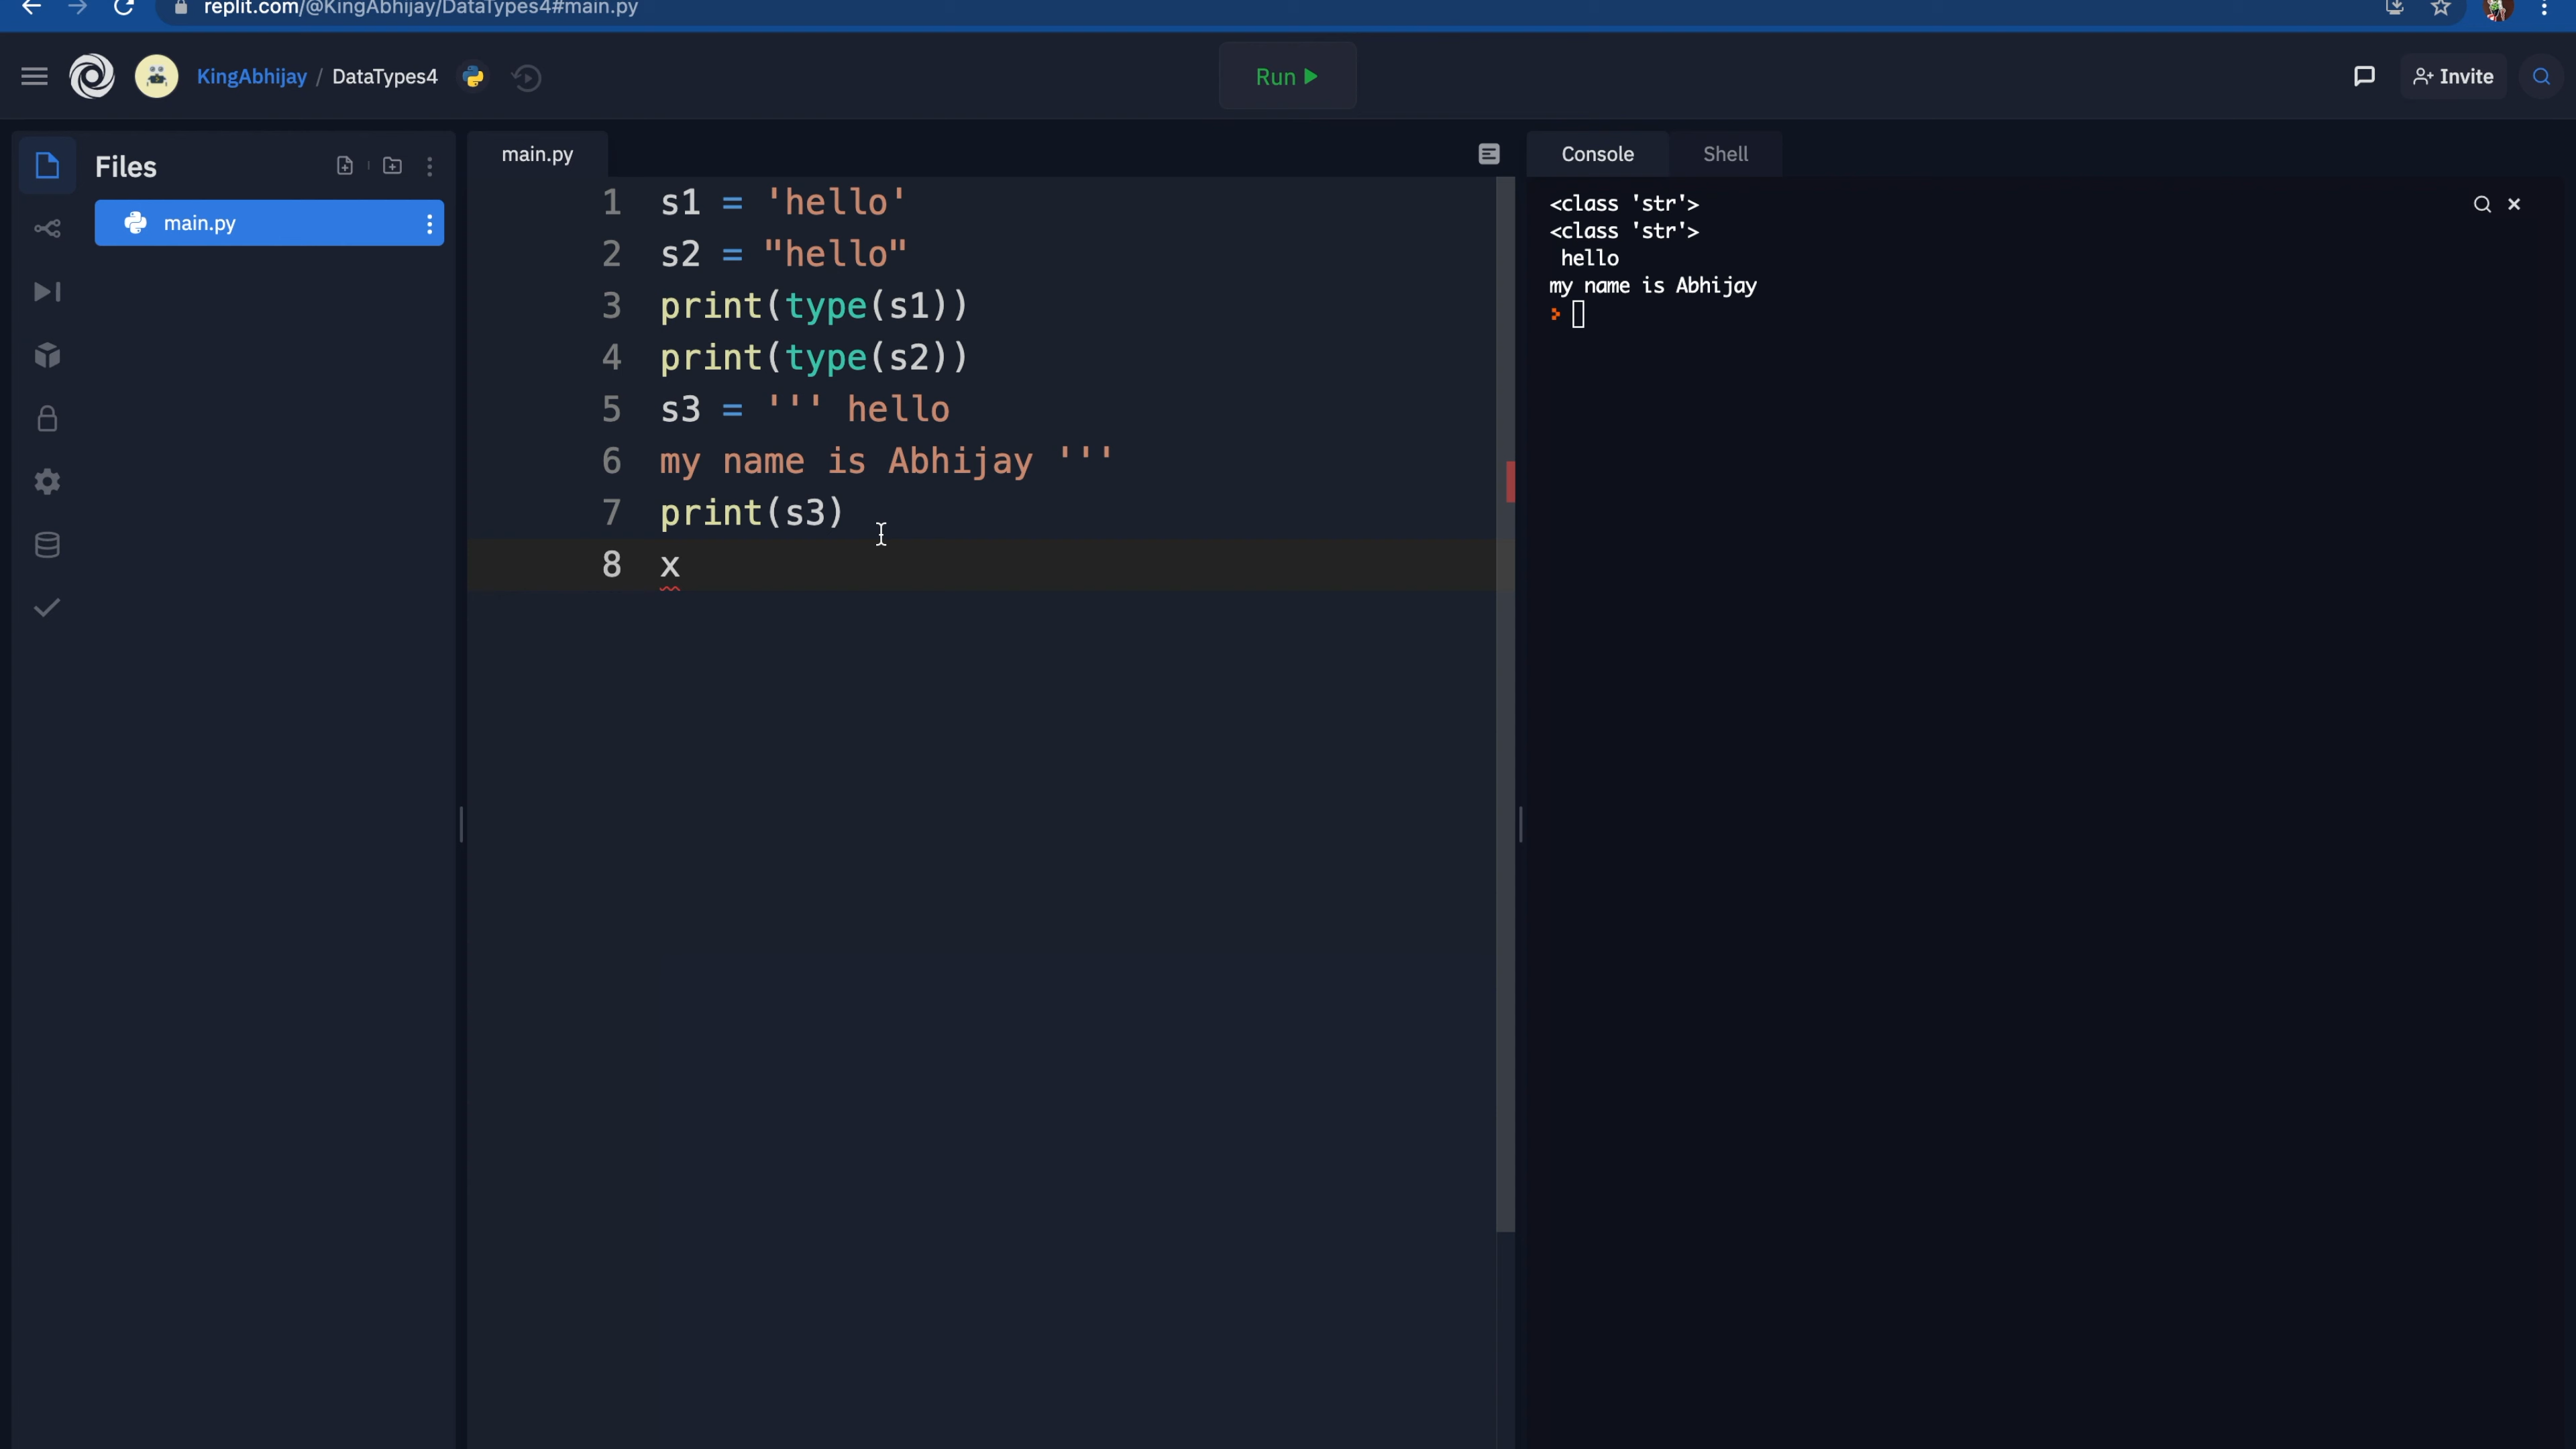 replit.com/@KingAbhijay/DataTypes4#main.py
KingAbhijay / DataTypes4
Run
Invite
Files
main.py
main.py
1 s1 = 'hello'
2 s2 = "hello"
3 print(type(s1))
4 print(type(s2))
5 s3 = ''' hello
6 my name is Abhijay '''
7 print(s3)
8 x
Console
Shell
<class 'str'>
<class 'str'>
hello
my name is Abhijay